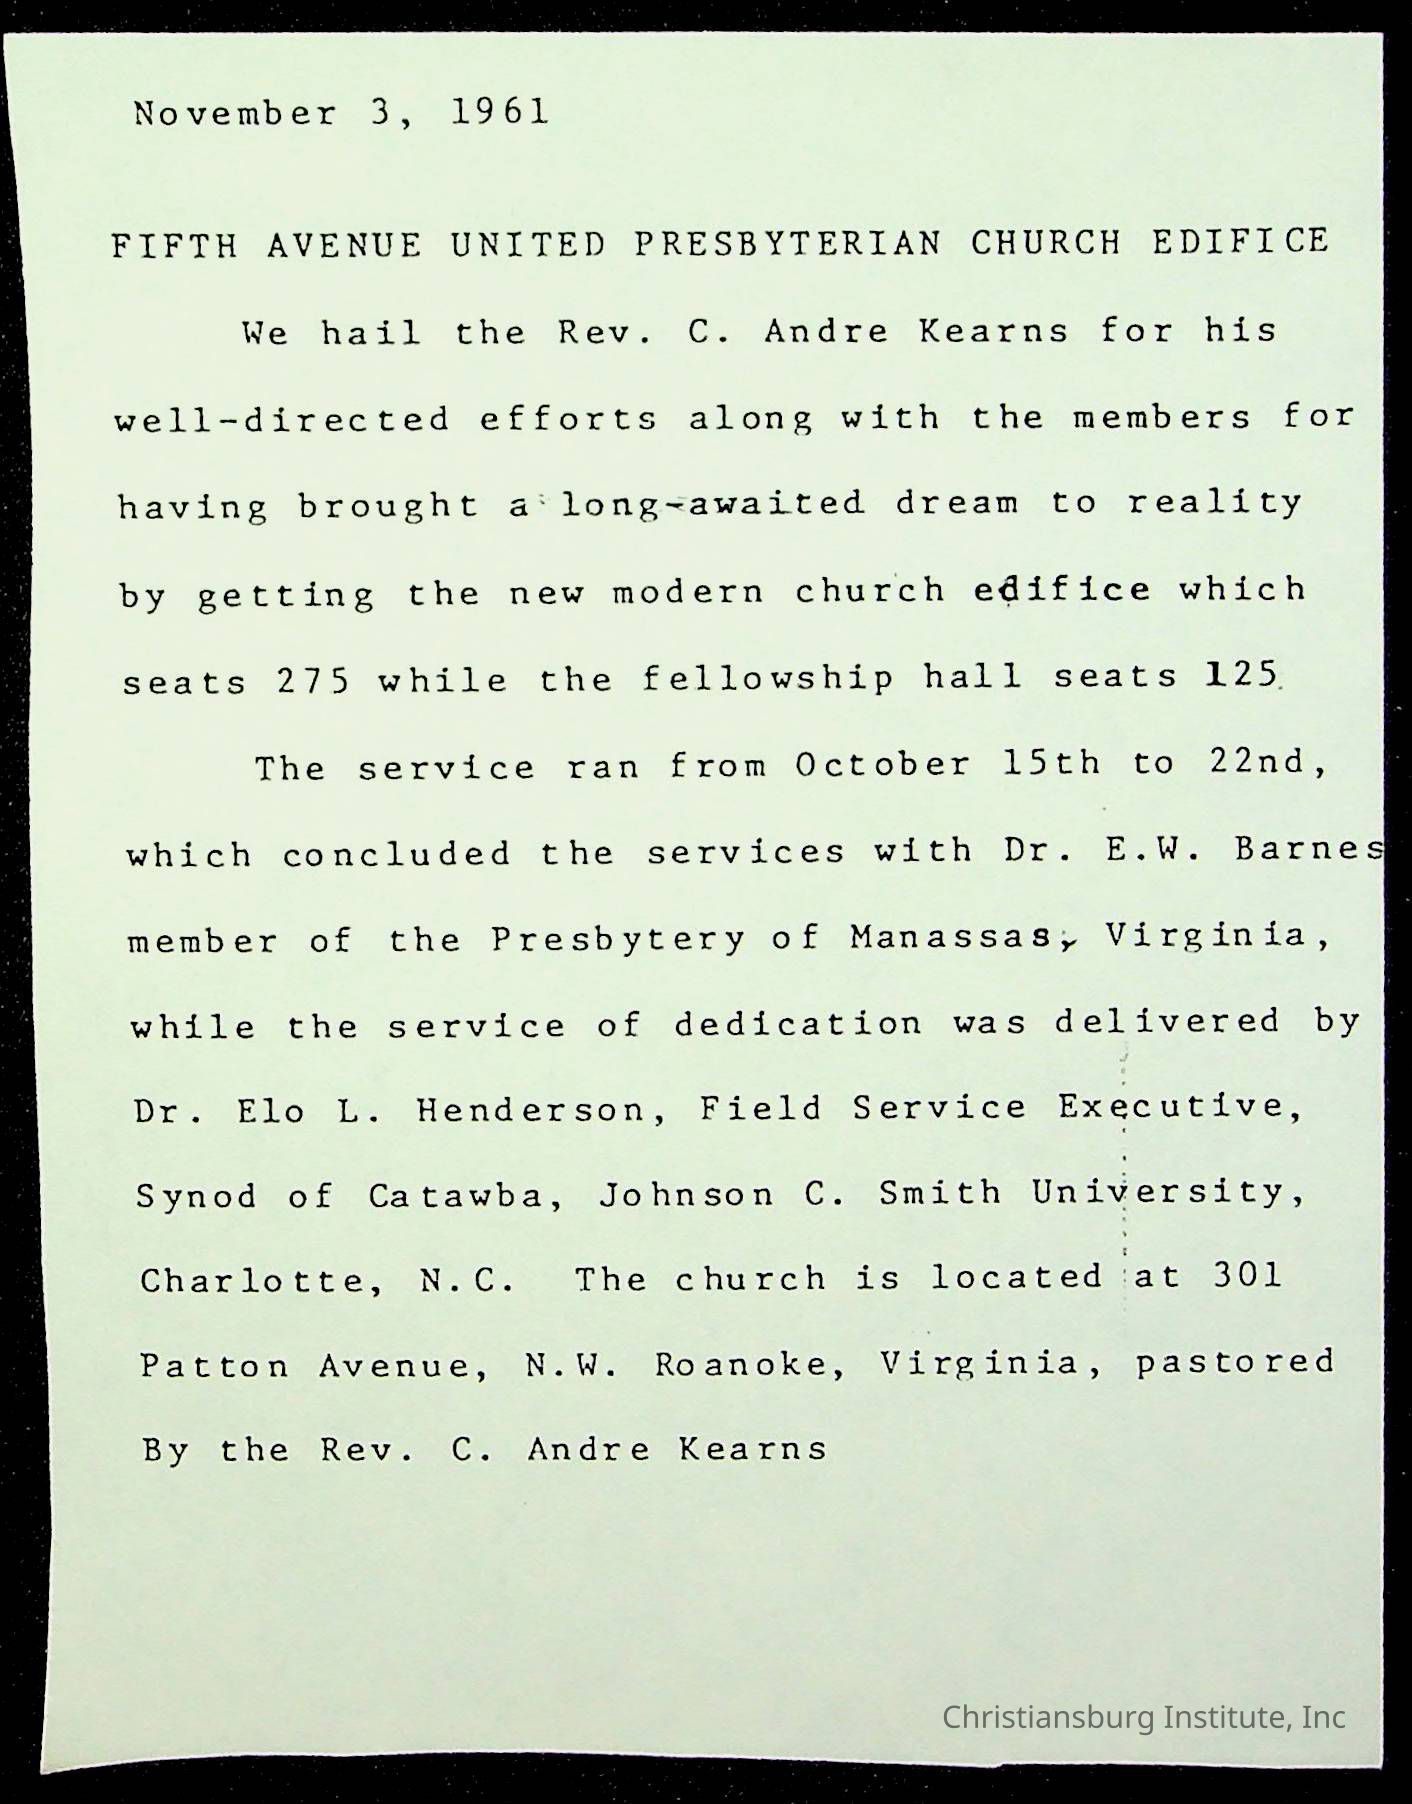 November 3, 1961
FIFTH AVENUE UNITED PRESBYTERIAN CHURCH EDIFICE
We hail the Rev. C. Andre Kearns for his
well-directed efforts along with the members for
having brought a long-awaited dream to reality
by getting the new modern church edifice which
seats 275 while the fellowship hall seats 125.
The service ran from October 15th to 22nd,
which concluded the services with Dr. E.W. Barnes
member of the Presbytery of Manassas, Virginia,
while the service of dedication was delivered by
Dr. Elo L. Henderson, Field Service Executive,
Synod of Catawba, Johnson C. Smith University,
Charlotte, N.C. The church is located at 301
Patton Avenue, N.W. Roanoke, Virginia, pastored
By the Rev. C. Andre Kearns
Christiansburg Institute, Inc